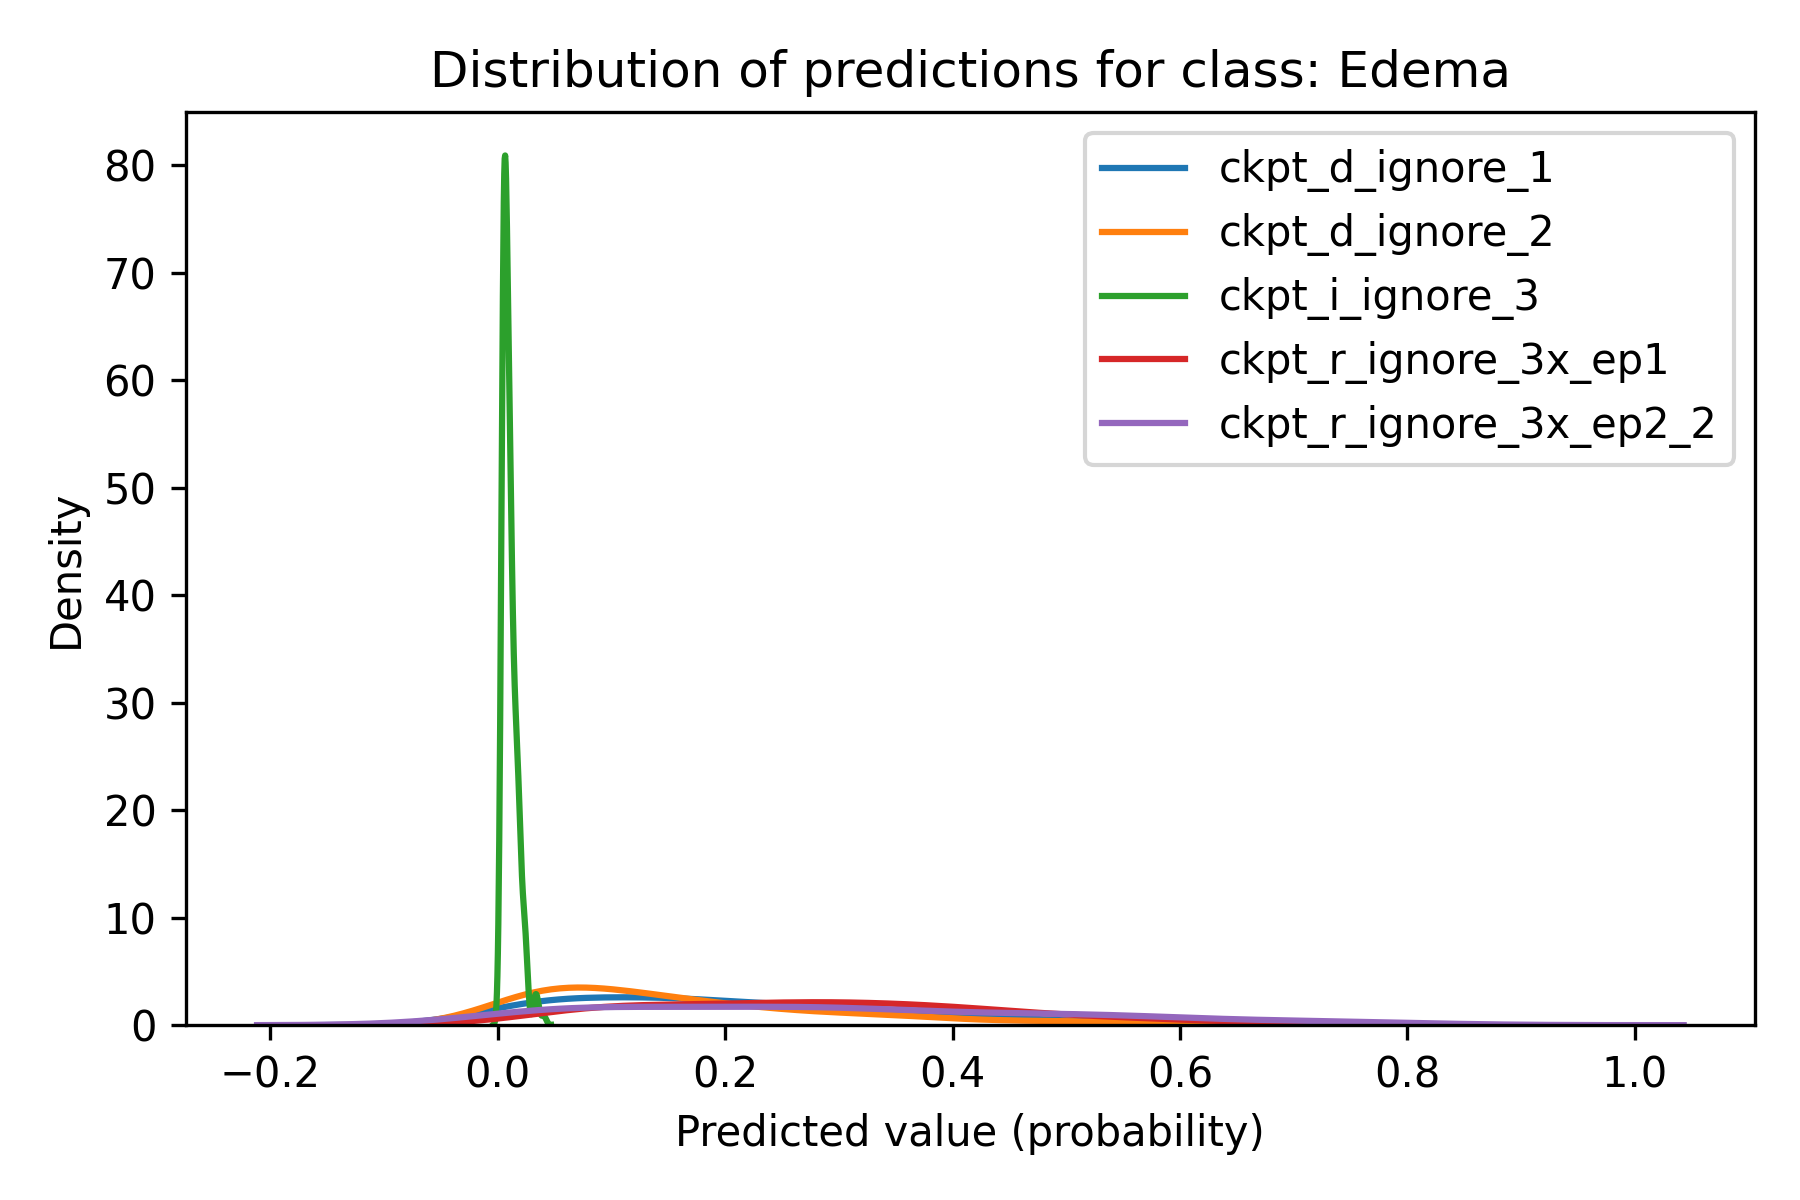 Distribution of predictions for class: Edema
80
70
60
50
40
30
20
10
0
Density
ckpt_d_ignore_1
ckpt_d_ignore_2
ckpt_i_ignore_3
ckpt_r_ignore_3x_ep1
ckpt_r_ignore_3x_ep2_2
−0.2 0.0 0.2 0.4 0.6 0.8 1.0
Predicted value (probability)